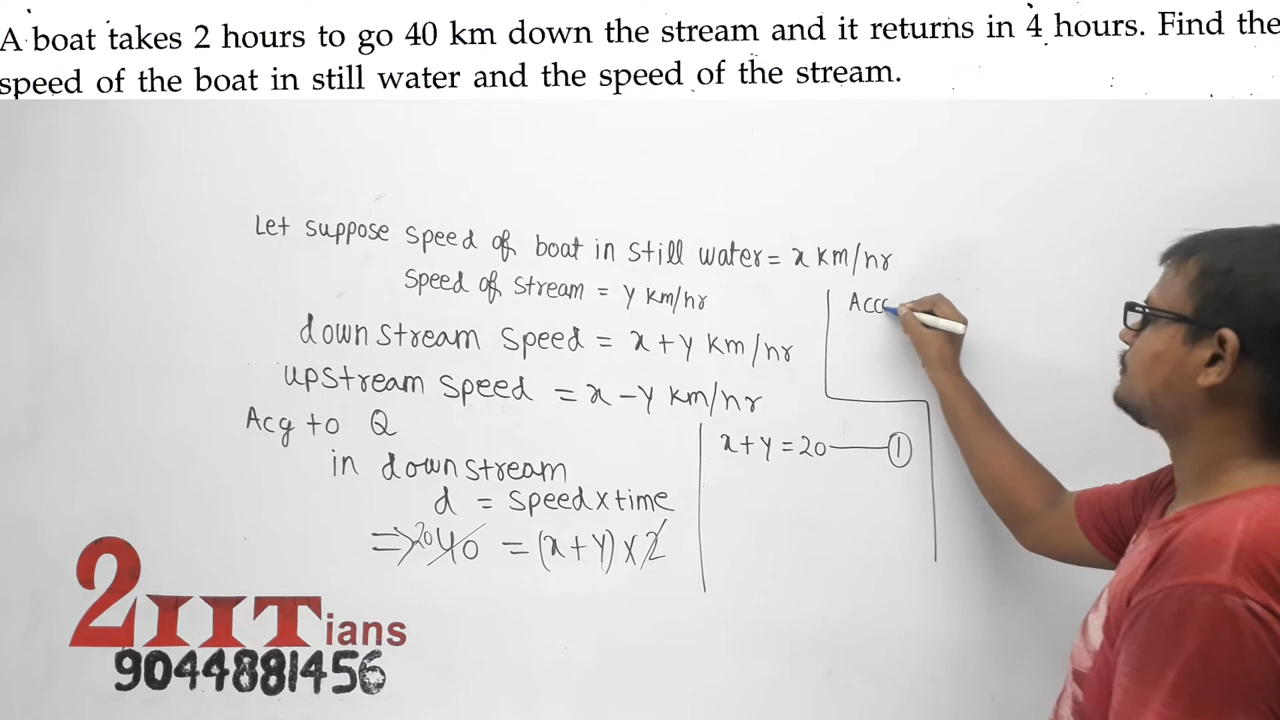 A boat takes 2 hours to go 40 km down the stream and it returns in 4 hours. Find the
speed of the boat in still water and the speed of the stream.
Let suppose speed of boat in still water = x km/hr
speed of stream = y km/hr
down stream speed = x+y km/hr
upstream speed = x-y km/hr
Acg to Q
in down stream
d = speed x time
=> 20 40 = (x+y) x 2
x+y = 20 — ①
Acc
2IITians
9044881456